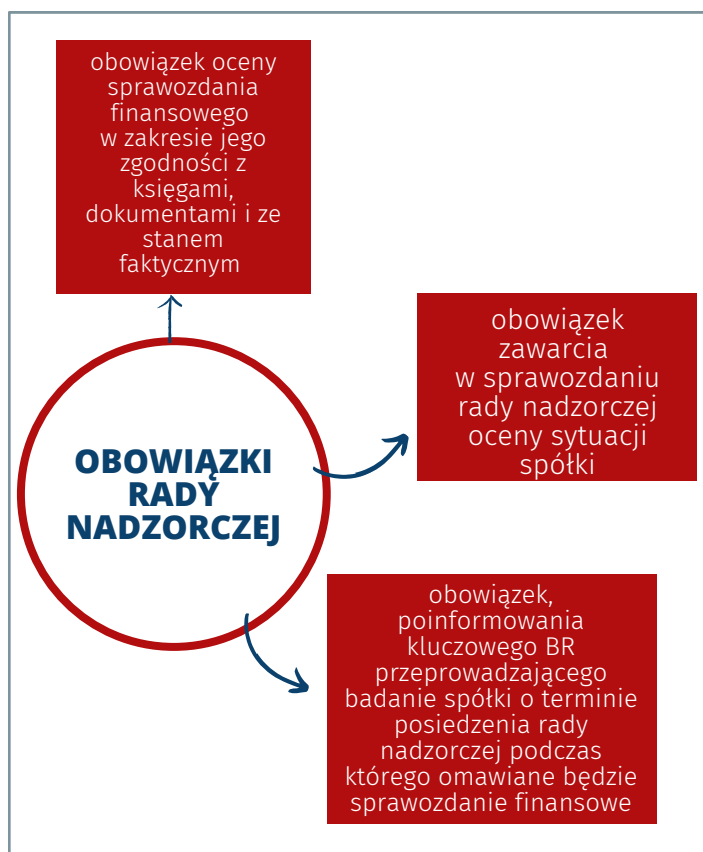 obowiązek oceny
sprawozdania
finansowego
w zakresie jego
zgodności z
księgami,
dokumentami i ze
stanem
faktycznym
obowiązek
zawarcia
w sprawozdaniu
rady nadzorczej
oceny sytuacji
spółki
OBOWIĄZKI
RADY
NADZORCZEJ
obowiązek,
poinformowania
kluczowego BR
przeprowadzającego
badanie spółki o terminie
posiedzenia rady
nadzorczej podczas
którego omawiane będzie
sprawozdanie finansowe